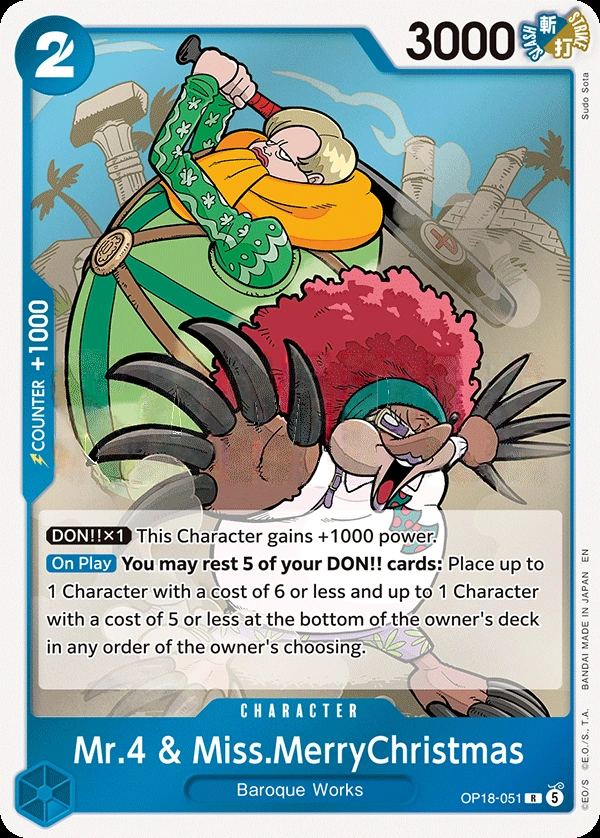 2
3000
斬 打
SLASH STRIKE
Sudo Sota
COUNTER +1000
DON!!×1 This Character gains +1000 power.
On Play You may rest 5 of your DON!! cards: Place up to
1 Character with a cost of 6 or less and up to 1 Character
with a cost of 5 or less at the bottom of the owner's deck
in any order of the owner's choosing.
BANDAI MADE IN JAPAN EN
©EO/S ©E.O./S., T.A.
CHARACTER
Mr.4 & Miss.MerryChristmas
Baroque Works
OP18-051 R 5